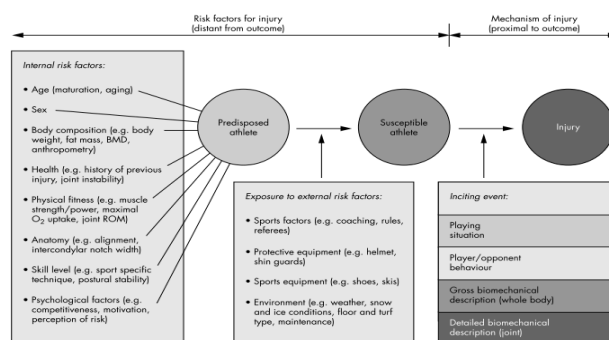 Risk factors for injury
(distant from outcome)
Mechanism of injury
(proximal to outcome)
Internal risk factors:
• Age (maturation, aging)
• Sex
• Body composition (e.g. body
weight, fat mass, BMD,
anthropometry)
• Health (e.g. history of previous
injury, joint instability)
• Physical fitness (e.g. muscle
strength/power, maximal
O2 uptake, joint ROM)
• Anatomy (e.g. alignment,
intercondylar notch width)
• Skill level (e.g. sport specific
technique, postural stability)
• Psychological factors (e.g.
competitiveness, motivation,
perception of risk)
Predisposed
athlete
Susceptible
athlete
Injury
Exposure to external risk factors:
• Sports factors (e.g. coaching, rules,
referees)
• Protective equipment (e.g. helmet,
shin guards)
• Sports equipment (e.g. shoes, skis)
• Environment (e.g. weather, snow
and ice conditions, floor and turf
type, maintenance)
Inciting event:
Playing
situation
Player/opponent
behaviour
Gross biomechanical
description (whole body)
Detailed biomechanical
description (joint)